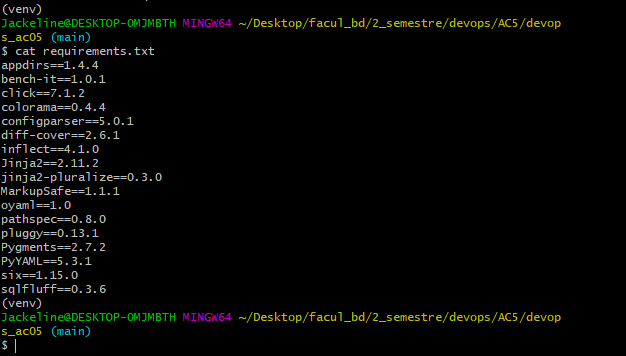 (venv)
Jackeline@DESKTOP-OMJMBTH MINGW64 ~/Desktop/facul_bd/2_semestre/devops/AC5/devop
s_ac05 (main)
$ cat requirements.txt
appdirs==1.4.4
bench-it==1.0.1
click==7.1.2
colorama==0.4.4
configparser==5.0.1
diff-cover==2.6.1
inflect==4.1.0
Jinja2==2.11.2
jinja2-pluralize==0.3.0
MarkupSafe==1.1.1
oyaml==1.0
pathspec==0.8.0
pluggy==0.13.1
Pygments==2.7.2
PyYAML==5.3.1
six==1.15.0
sqlfluff==0.3.6
(venv)
Jackeline@DESKTOP-OMJMBTH MINGW64 ~/Desktop/facul_bd/2_semestre/devops/AC5/devop
s_ac05 (main)
$